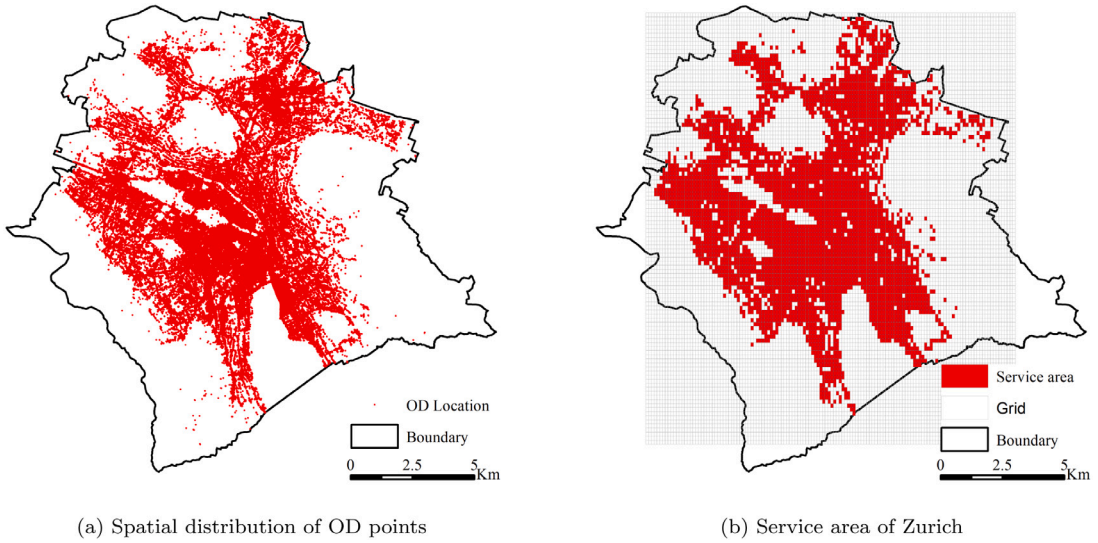 OD Location
Boundary
0 2.5 5
Km
(a) Spatial distribution of OD points
Service area
Grid
Boundary
0 2.5 5
Km
(b) Service area of Zurich